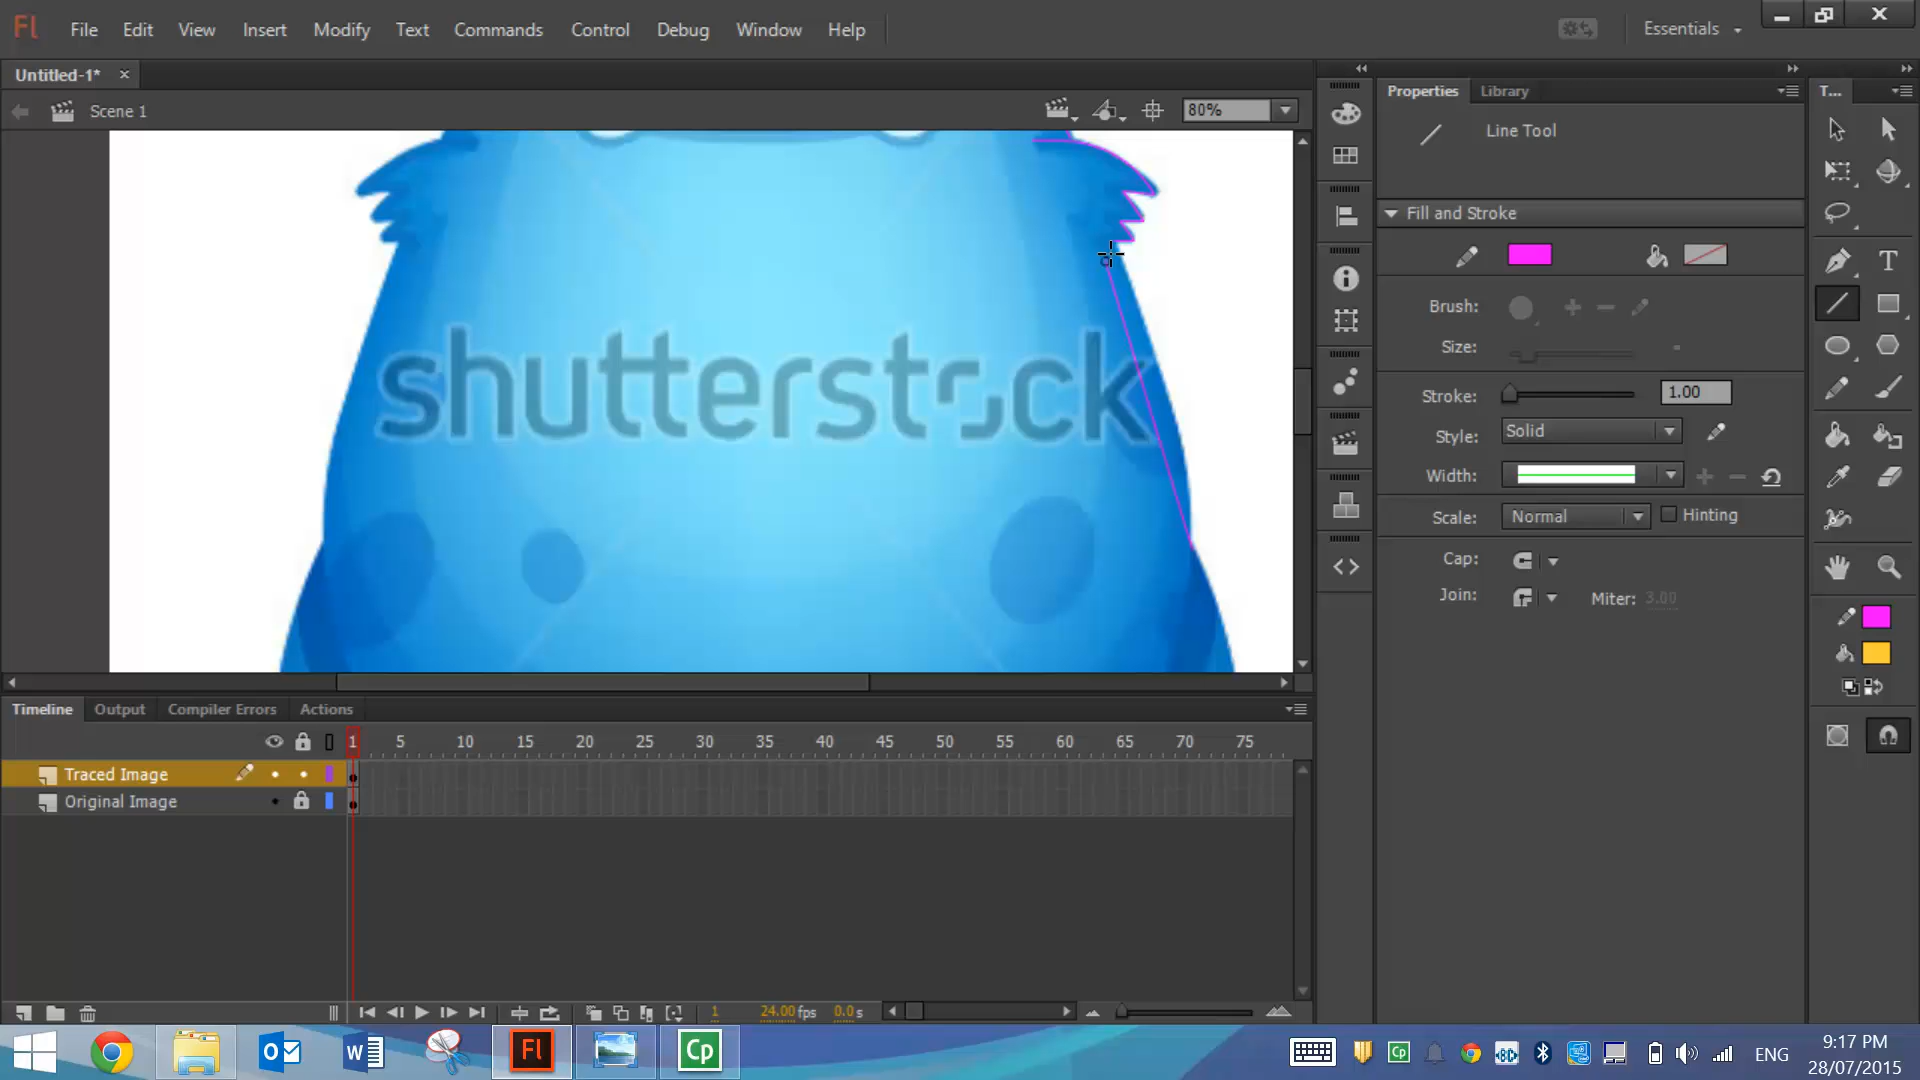 Fl File Edit View Insert Modify Text Commands Control Debug Window Help Essentials
Untitled-1* ×
Scene 1 80%
Properties Library T...
Line Tool
Fill and Stroke
Brush:
Size:
Stroke: 1.00
Style: Solid
Width:
Scale: Normal Hinting
Cap:
Join: Miter: 3.00
shutterstock
Timeline Output Compiler Errors Actions
1 5 10 15 20 25 30 35 40 45 50 55 60 65 70 75
Traced Image
Original Image
1 24.00 fps 0.0 s
Fl Cp Cp ENG 9:17 PM
28/07/2015